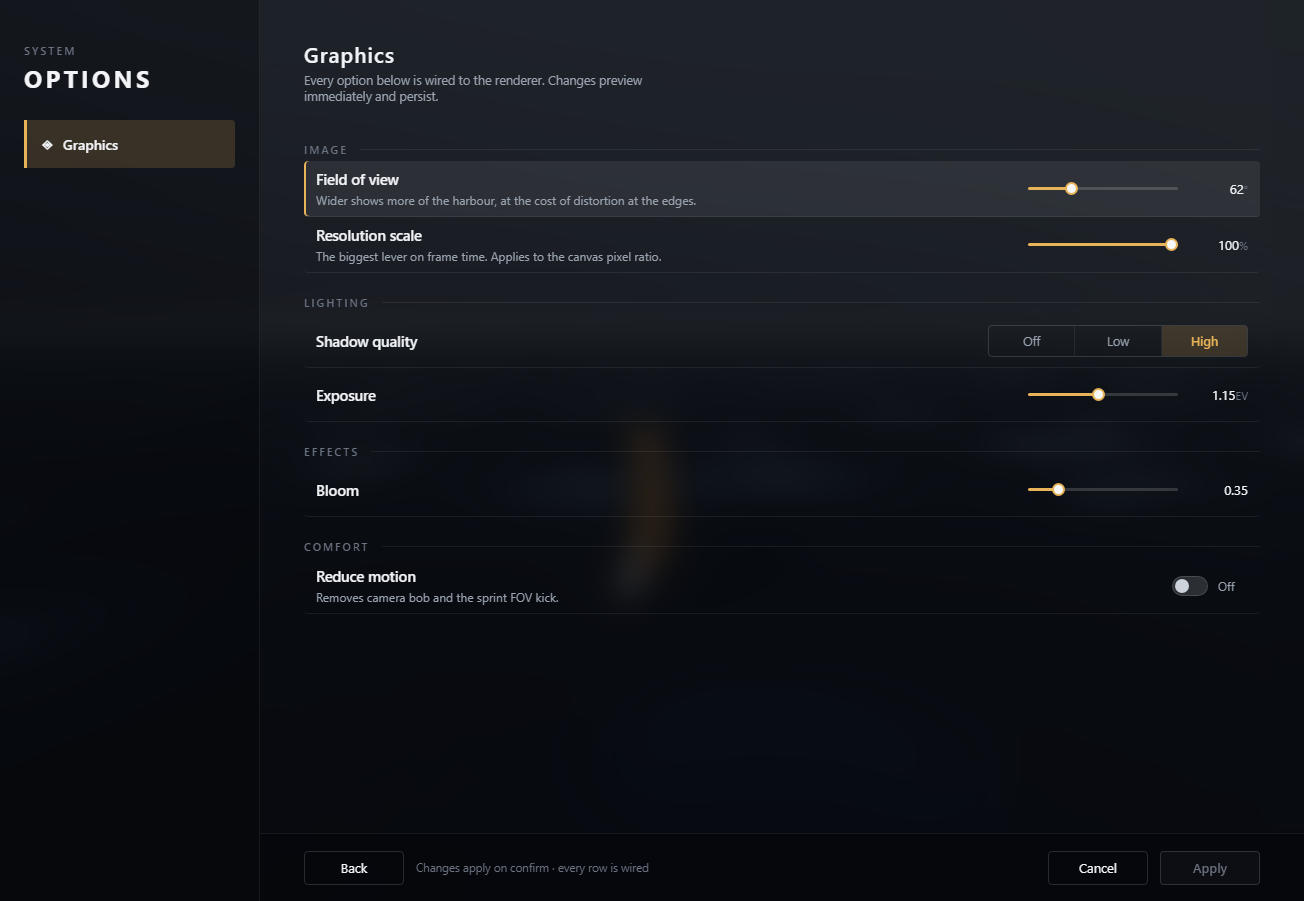 SYSTEM
OPTIONS
Graphics
Graphics
Every option below is wired to the renderer. Changes preview
immediately and persist.
IMAGE
Field of view
Wider shows more of the harbour, at the cost of distortion at the edges.
62°
Resolution scale
The biggest lever on frame time. Applies to the canvas pixel ratio.
100%
LIGHTING
Shadow quality
Off
Low
High
Exposure
1.15EV
EFFECTS
Bloom
0.35
COMFORT
Reduce motion
Removes camera bob and the sprint FOV kick.
Off
Back
Changes apply on confirm · every row is wired
Cancel
Apply